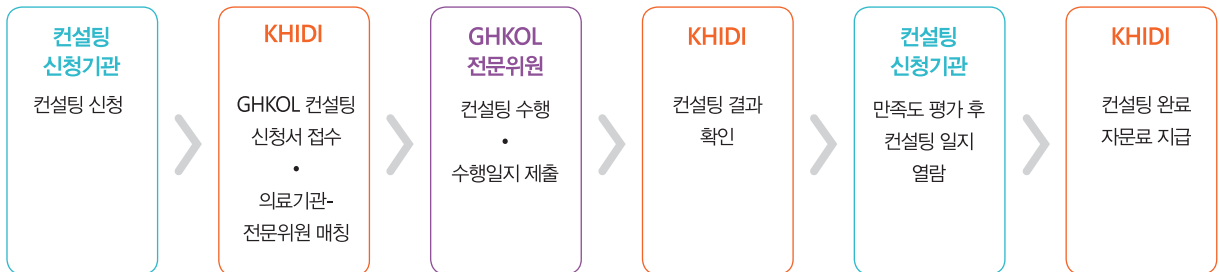 컨설팅
신청기관
컨설팅 신청
KHIDI
GHKOL 컨설팅
신청서 접수
•
의료기관-
전문위원 매칭
GHKOL
전문위원
컨설팅 수행
•
수행일지 제출
KHIDI
컨설팅 결과
확인
컨설팅
신청기관
만족도 평가 후
컨설팅 일지
열람
KHIDI
컨설팅 완료
자문료 지급